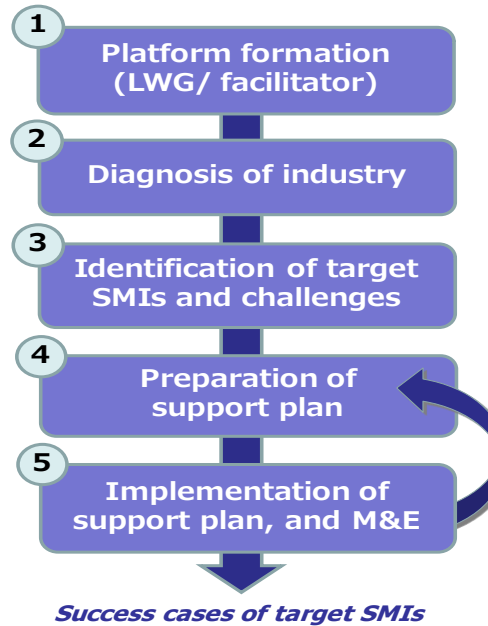 1
Platform formation
(LWG/ facilitator)
2
Diagnosis of industry
3
Identification of target
SMIs and challenges
4
Preparation of
support plan
5
Implementation of
support plan, and M&E
Success cases of target SMIs